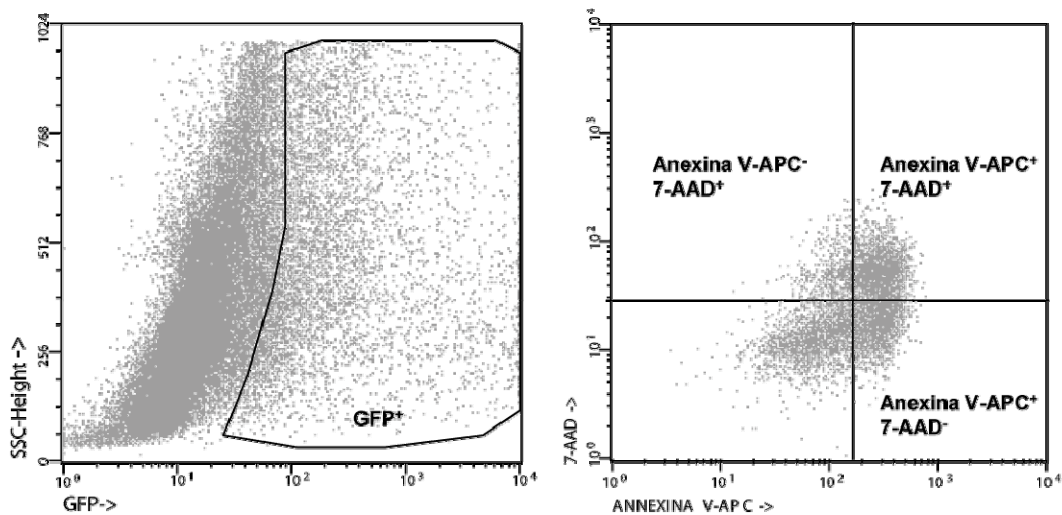 1024
768
512
256
0
SSC-Height ->
GFP⁺
10⁰ 10¹ 10² 10³ 10⁴
GFP->
10⁴
10³
10²
10¹
10⁰
7-AAD ->
Anexina V-APC⁻
7-AAD⁺
Anexina V-APC⁺
7-AAD⁺
Anexina V-APC⁺
7-AAD⁻
10⁰ 10¹ 10² 10³ 10⁴
ANNEXINA V-APC ->